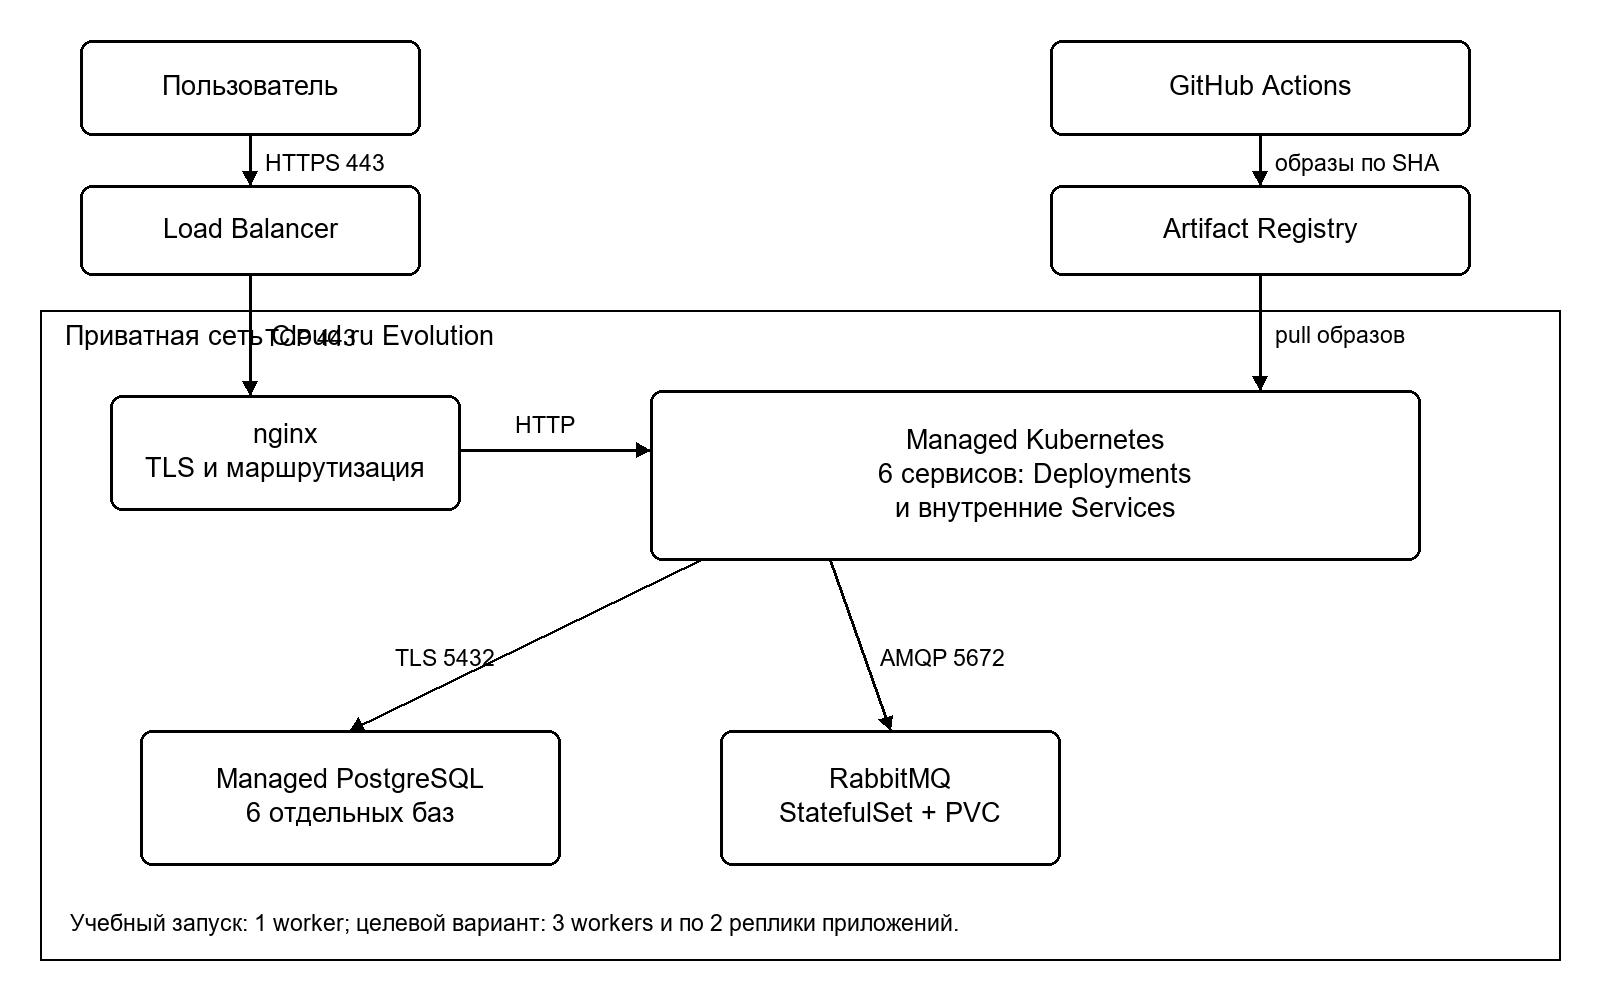 Пользователь
GitHub Actions
HTTPS 443
образы по SHA
Load Balancer
Artifact Registry
Приватная сеть Cloud.ru Evolution
TCP 443
pull образов
nginx
TLS и маршрутизация
HTTP
Managed Kubernetes
6 сервисов: Deployments
и внутренние Services
TLS 5432
AMQP 5672
Managed PostgreSQL
6 отдельных баз
RabbitMQ
StatefulSet + PVC
Учебный запуск: 1 worker; целевой вариант: 3 workers и по 2 реплики приложений.